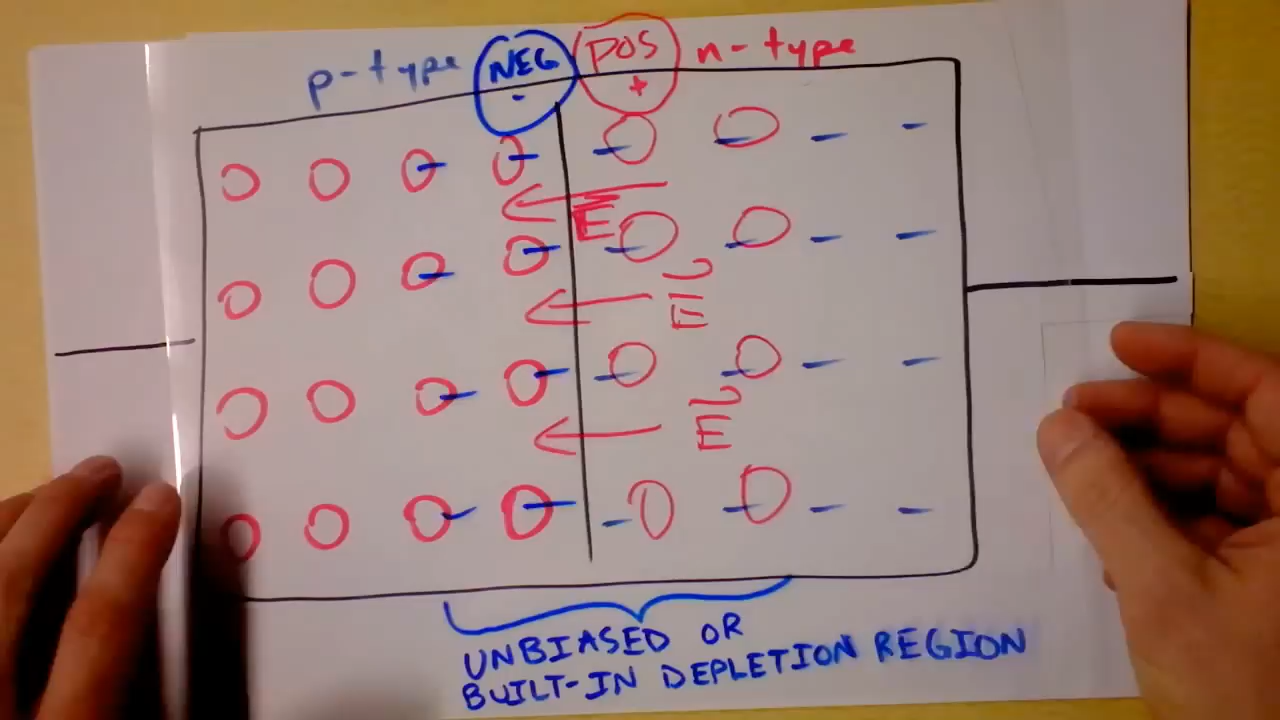 p-type NEG POS n-type
- +
E
E
E
UNBIASED OR
BUILT-IN DEPLETION REGION